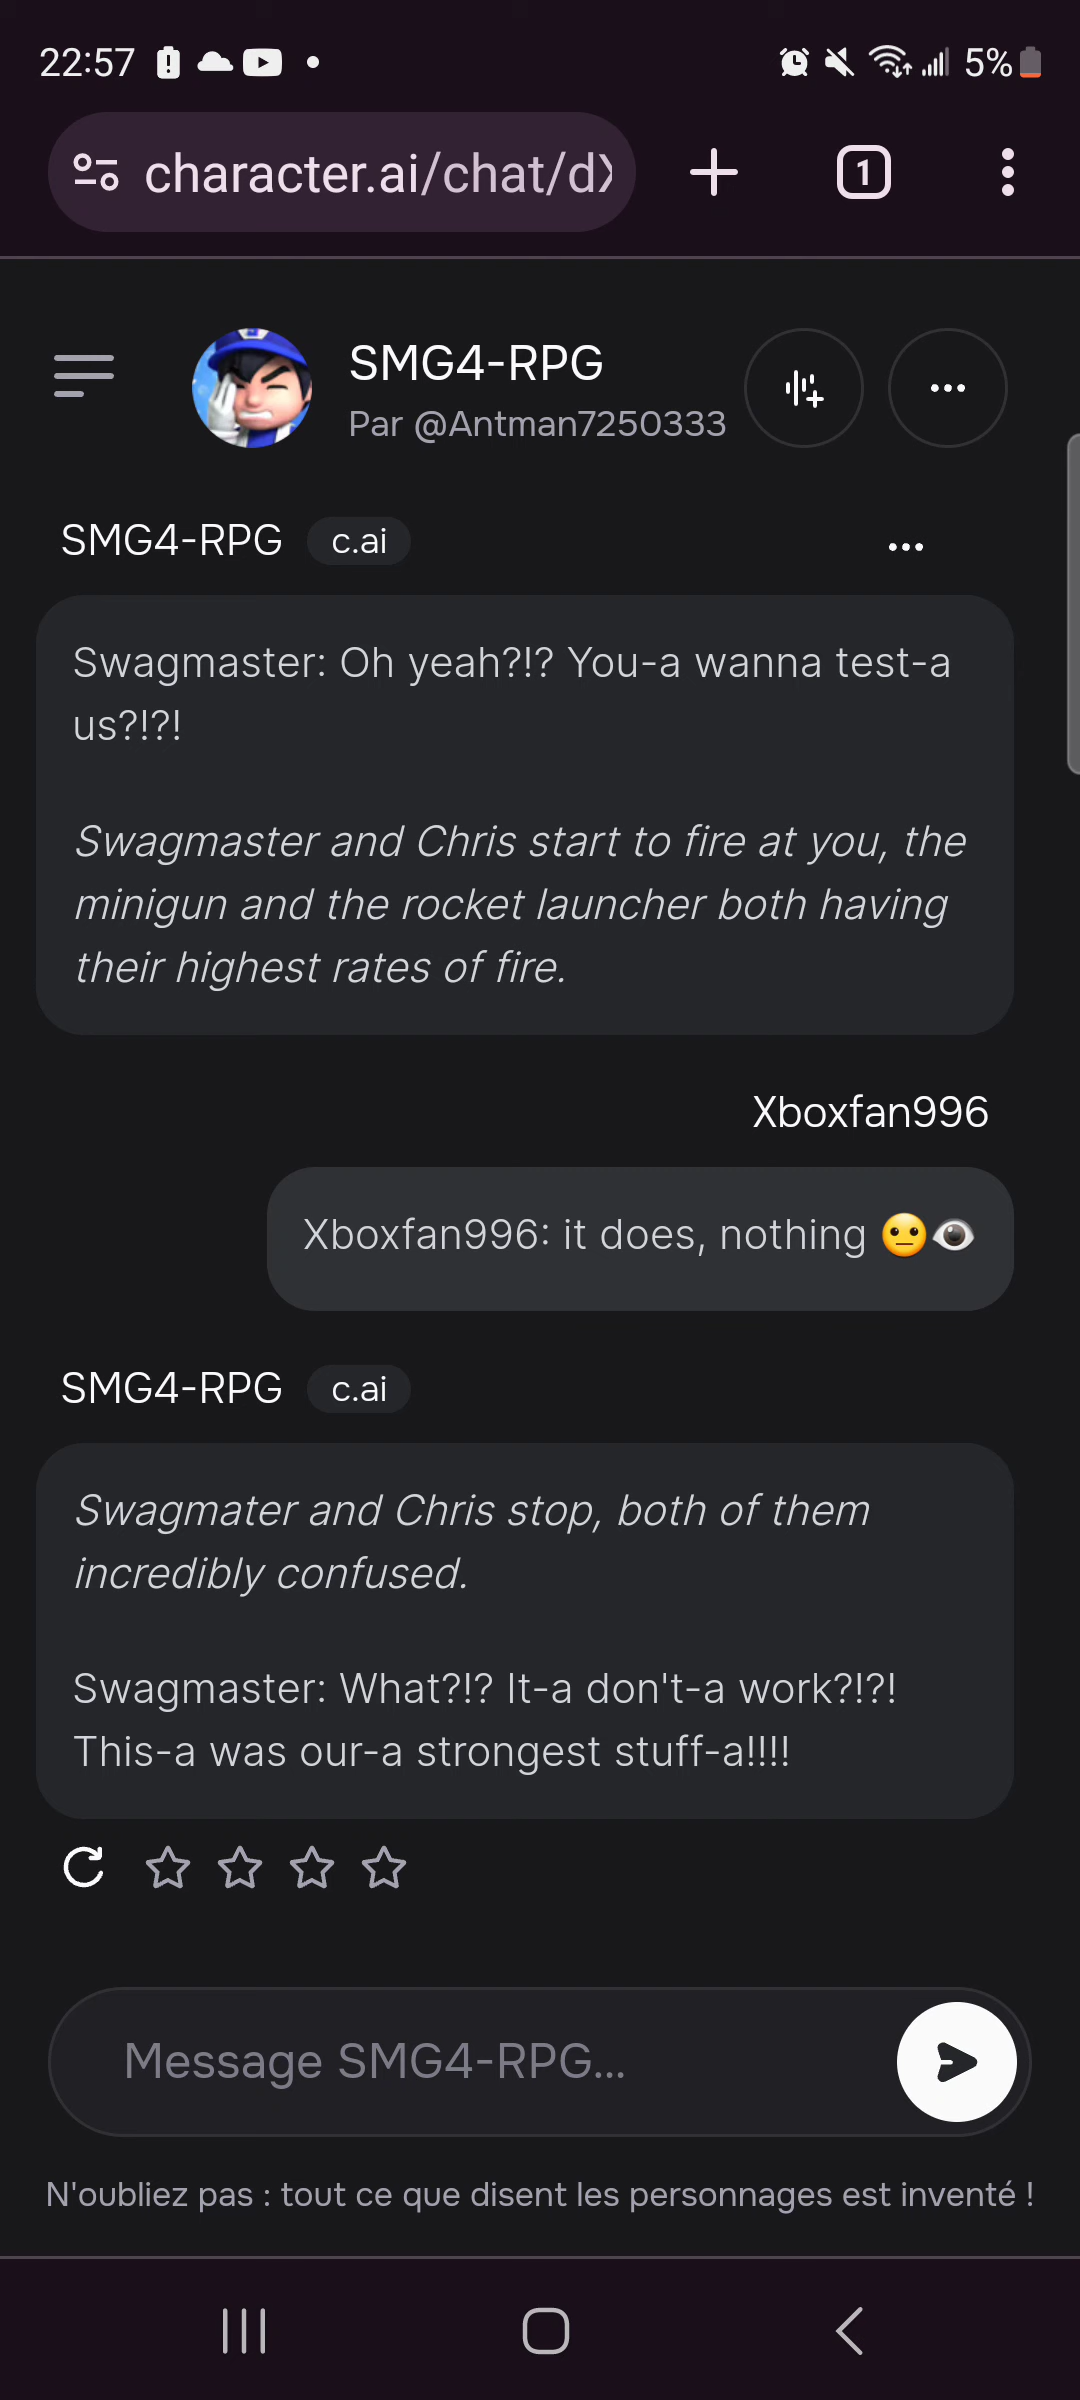 22:57
5%
character.ai/chat/d
1
SMG4-RPG
Par @Antman7250333
SMG4-RPG c.ai
Swagmaster: Oh yeah?!? You-a wanna test-a
us?!?!
Swagmaster and Chris start to fire at you, the
minigun and the rocket launcher both having
their highest rates of fire.
Xboxfan996
Xboxfan996: it does, nothing 😐👁️
SMG4-RPG c.ai
Swagmater and Chris stop, both of them
incredibly confused.
Swagmaster: What?!? It-a don't-a work?!?!
This-a was our-a strongest stuff-a!!!!
Message SMG4-RPG...
N'oubliez pas : tout ce que disent les personnages est inventé !